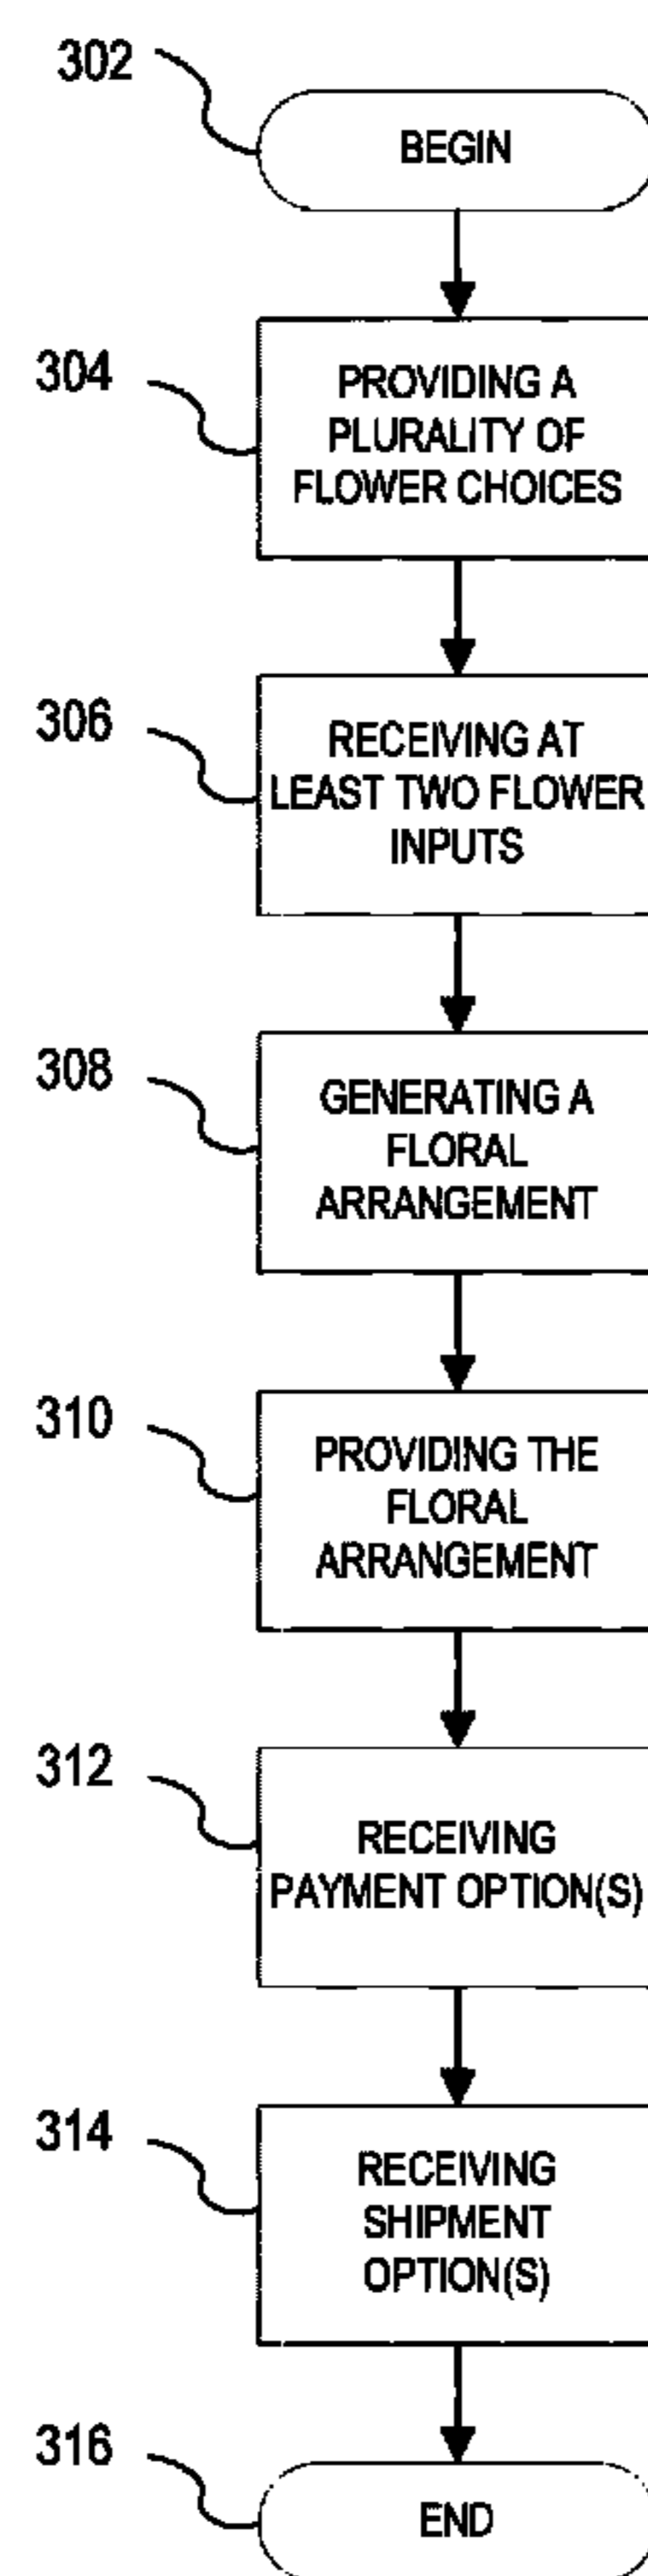 302
BEGIN
304
PROVIDING A
PLURALITY OF
FLOWER CHOICES
306
RECEIVING AT
LEAST TWO FLOWER
INPUTS
308
GENERATING A
FLORAL
ARRANGEMENT
310
PROVIDING THE
FLORAL
ARRANGEMENT
312
RECEIVING
PAYMENT OPTION(S)
314
RECEIVING
SHIPMENT
OPTION(S)
316
END